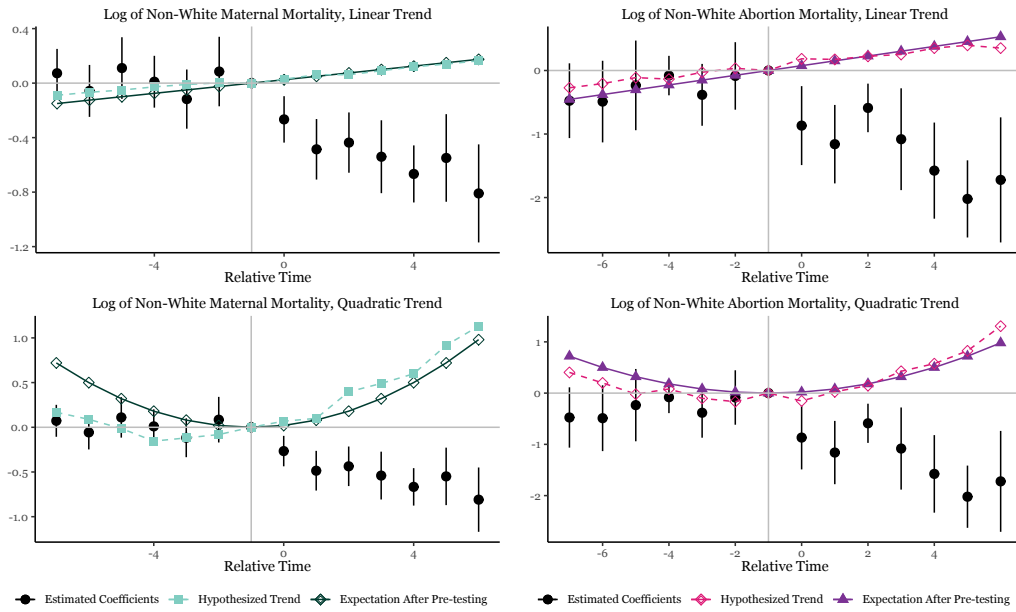 Log of Non-White Maternal Mortality, Linear Trend
0.4
0.0
-0.4
-0.8
-1.2
-4
0
4
Relative Time
Log of Non-White Abortion Mortality, Linear Trend
0
-1
-2
-6
-4
-2
0
2
4
Relative Time
Log of Non-White Maternal Mortality, Quadratic Trend
1.0
0.5
0.0
-0.5
-1.0
-4
0
4
Relative Time
Log of Non-White Abortion Mortality, Quadratic Trend
1
0
-1
-2
-6
-4
-2
0
2
4
Relative Time
Estimated Coefficients
Hypothesized Trend
Expectation After Pre-testing
Estimated Coefficients
Hypothesized Trend
Expectation After Pre-testing